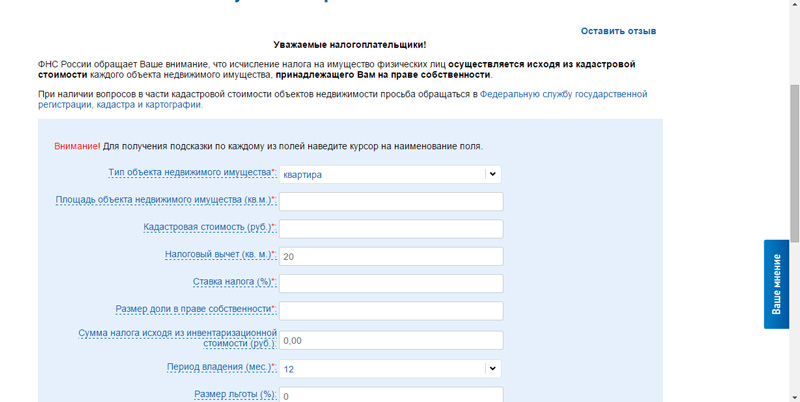 Оставить отзыв
Уважаемые налогоплательщики!
ФНС России обращает Ваше внимание, что исчисление налога на имущество физических лиц осуществляется исходя из кадастровой
стоимости каждого объекта недвижимого имущества, принадлежащего Вам на праве собственности.
При наличии вопросов в части кадастровой стоимости объектов недвижимости просьба обращаться в Федеральную службу государственной
регистрации, кадастра и картографии.
Внимание! Для получения подсказки по каждому из полей наведите курсор на наименование поля.
Тип объекта недвижимого имущества*: квартира
Площадь объекта недвижимого имущества (кв.м.)*:
Кадастровая стоимость (руб.)*:
Налоговый вычет (кв. м.)*: 20
Ставка налога (%)*:
Размер доли в праве собственности*:
Сумма налога исходя из инвентаризационной
стоимости (руб.): 0,00
Период владения (мес.)*: 12
Размер льготы (%): 0
Ваше мнение